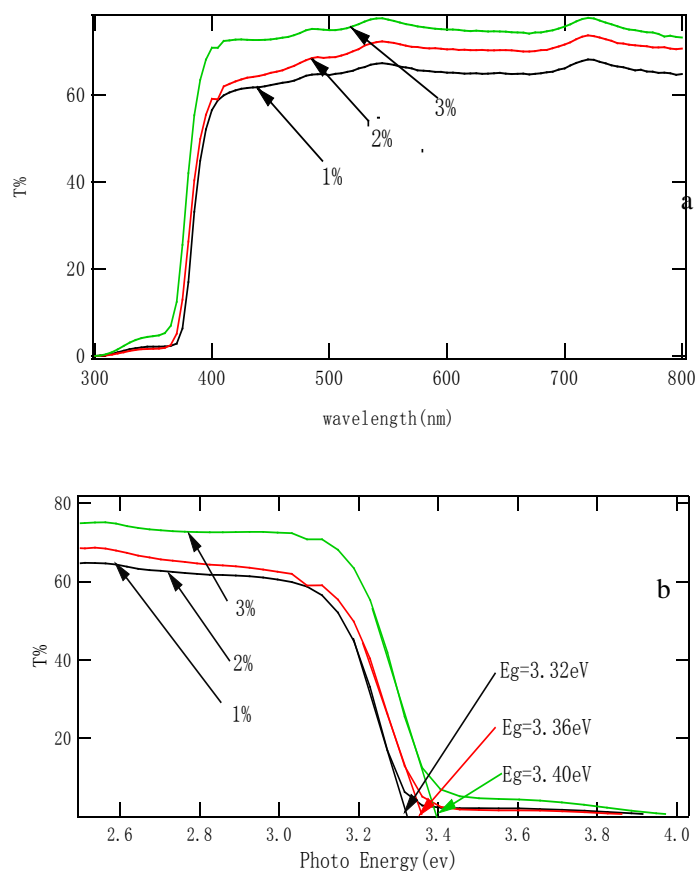 60
40
20
0
T%
3%
2%
1%
a
300 400 500 600 700 800
wavelength(nm)
80
60
40
20
T%
b
3%
2%
1%
Eg=3.32eV
Eg=3.36eV
Eg=3.40eV
2.6 2.8 3.0 3.2 3.4 3.6 3.8 4.0
Photo Energy(ev)